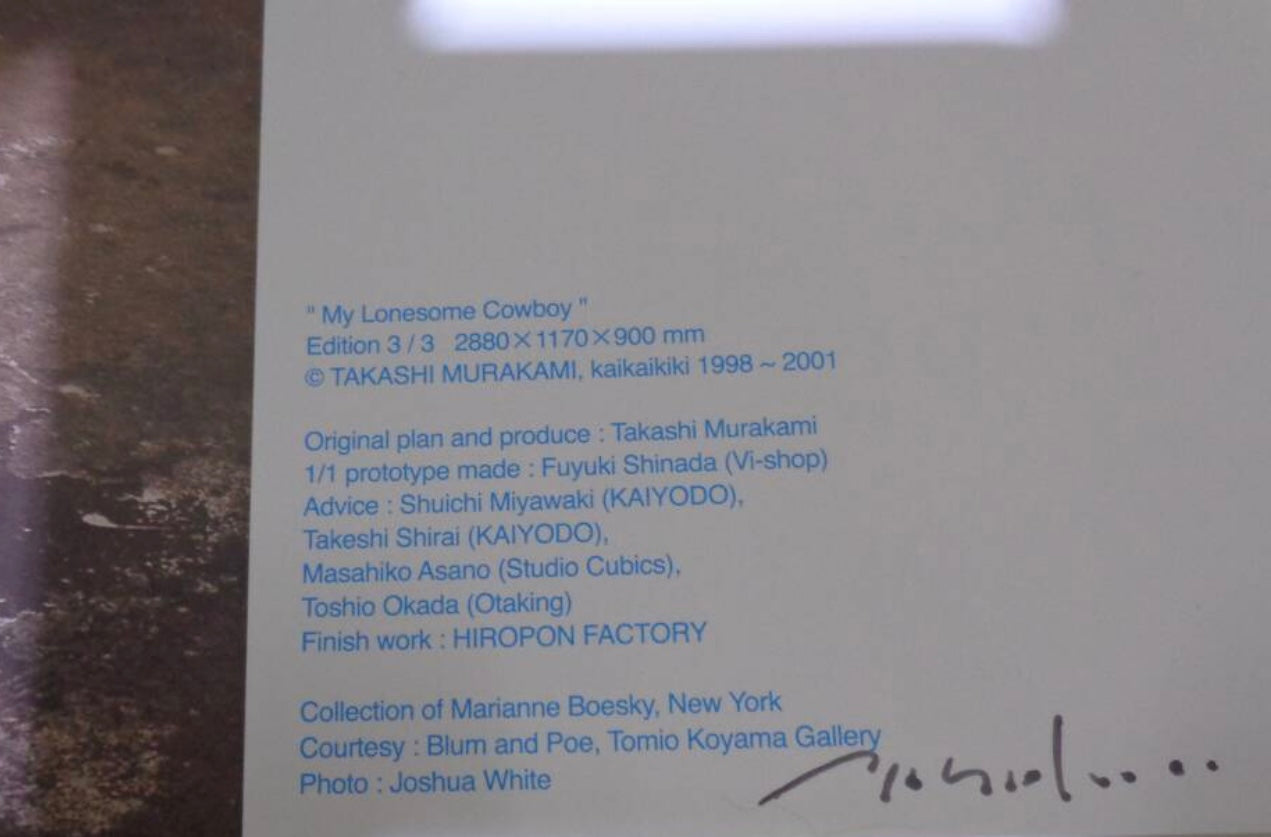 " My Lonesome Cowboy "
Edition 3 / 3 2880×1170×900 mm
© TAKASHI MURAKAMI, kaikaikiki 1998 ~ 2001
Original plan and produce : Takashi Murakami
1/1 prototype made : Fuyuki Shinada (Vi-shop)
Advice : Shuichi Miyawaki (KAIYODO),
Takeshi Shirai (KAIYODO),
Masahiko Asano (Studio Cubics),
Toshio Okada (Otaking)
Finish work : HIROPON FACTORY
Collection of Marianne Boesky, New York
Courtesy : Blum and Poe, Tomio Koyama Gallery
Photo : Joshua White